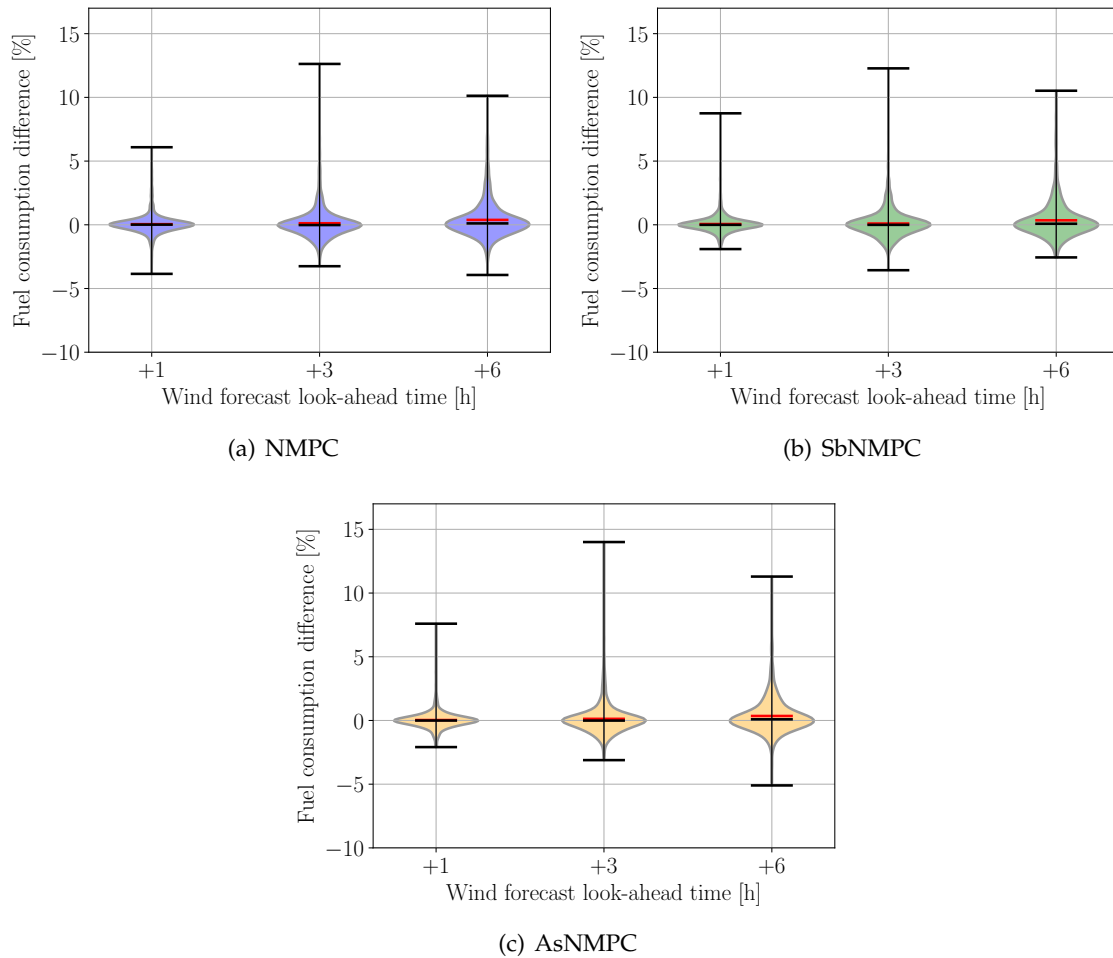 Fuel consumption difference [%]
15
10
5
0
−5
−10
+1 +3 +6
Wind forecast look-ahead time [h]
(a) NMPC
Fuel consumption difference [%]
15
10
5
0
−5
−10
+1 +3 +6
Wind forecast look-ahead time [h]
(b) SbNMPC
Fuel consumption difference [%]
15
10
5
0
−5
−10
+1 +3 +6
Wind forecast look-ahead time [h]
(c) AsNMPC